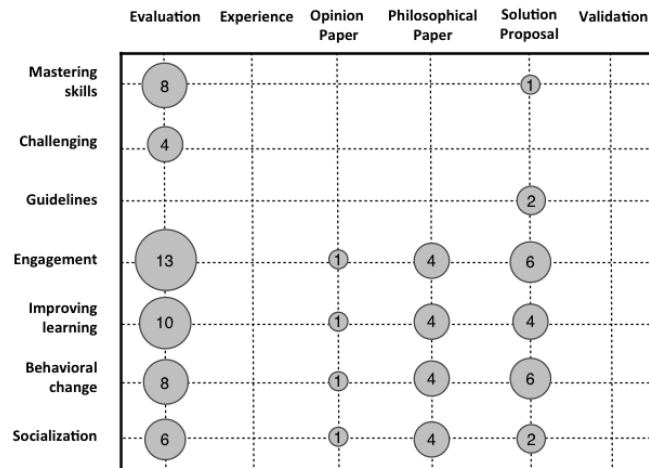 Evaluation Experience Opinion Paper Philosophical Paper Solution Proposal Validation
Mastering skills 8 1
Challenging 4
Guidelines 2
Engagement 13 1 4 6
Improving learning 10 1 4 4
Behavioral change 8 1 4 6
Socialization 6 1 4 2